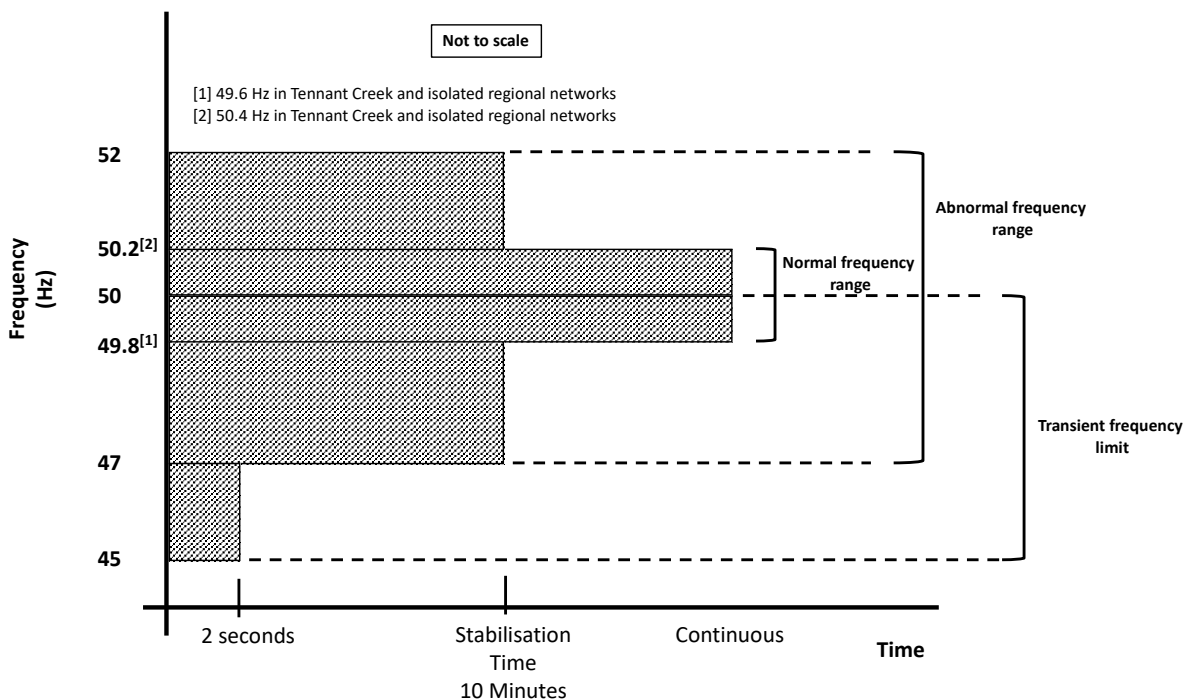 Not to scale
[1] 49.6 Hz in Tennant Creek and isolated regional networks
[2] 50.4 Hz in Tennant Creek and isolated regional networks
52
Abnormal frequency
range
Frequency
(Hz)
50.2[2]
Normal frequency
range
50
49.8[1]
Transient frequency
limit
47
45
2 seconds
Stabilisation
Time
10 Minutes
Continuous
Time